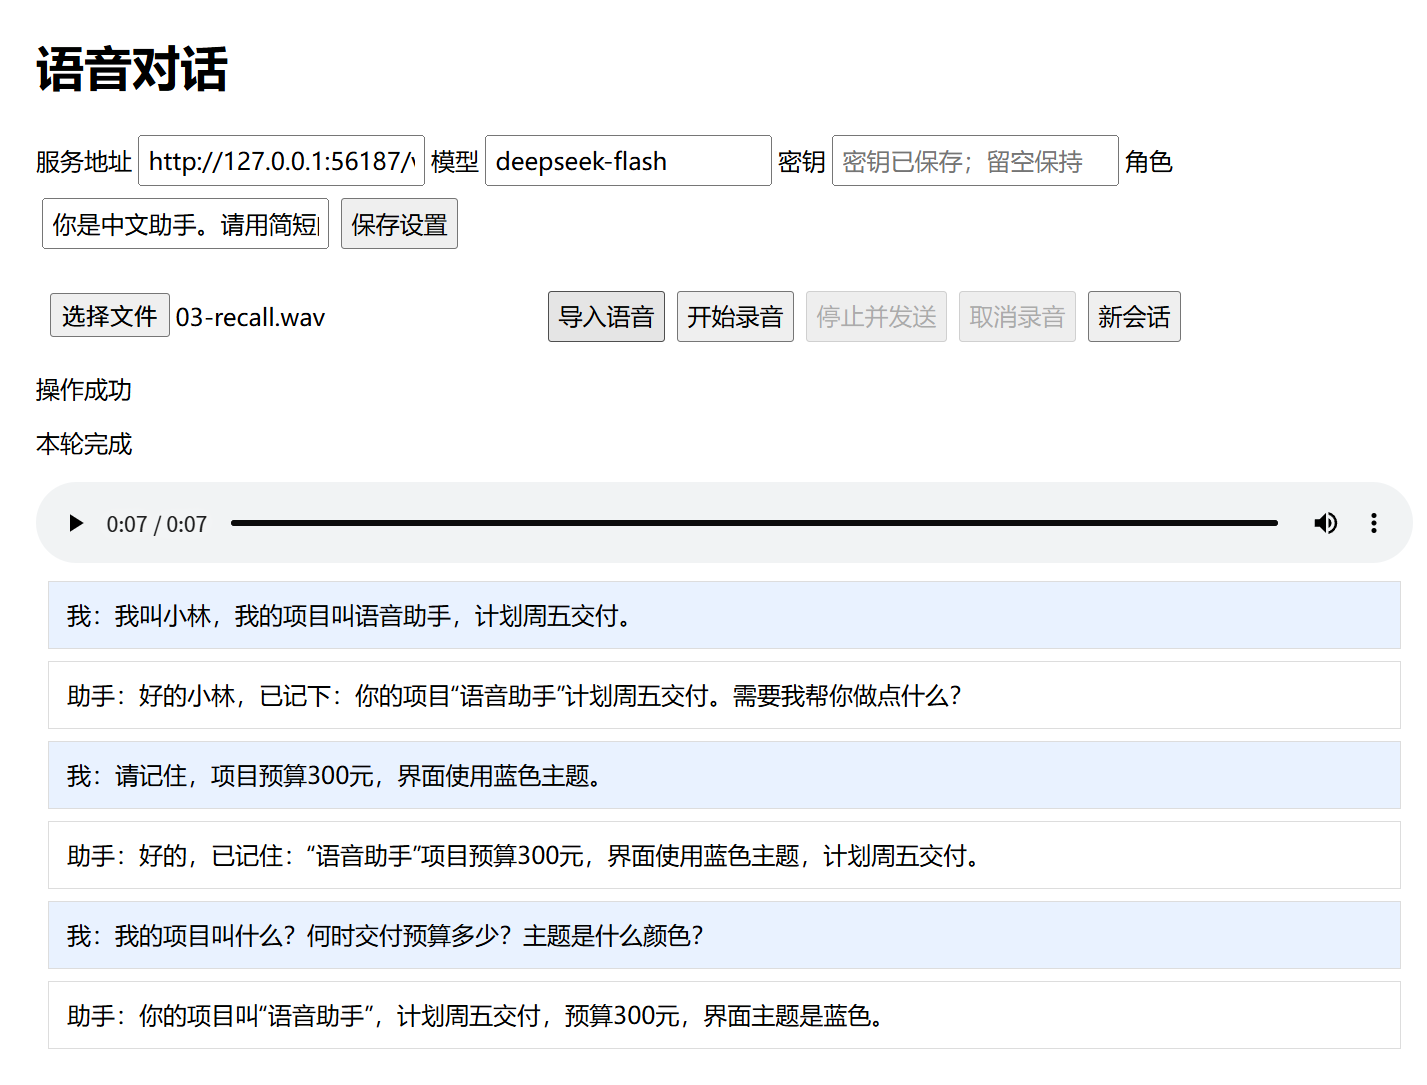 语音对话
服务地址 http://127.0.0.1:56187/v 模型 deepseek-flash 密钥 密钥已保存；留空保持 角色
你是中文助手。请用简短 保存设置
选择文件 03-recall.wav 导入语音 开始录音 停止并发送 取消录音 新会话
操作成功
本轮完成
0:07 / 0:07
我：我叫小林，我的项目叫语音助手，计划周五交付。
助手：好的小林，已记下：你的项目“语音助手”计划周五交付。需要我帮你做点什么？
我：请记住，项目预算300元，界面使用蓝色主题。
助手：好的，已记住：“语音助手”项目预算300元，界面使用蓝色主题，计划周五交付。
我：我的项目叫什么？何时交付预算多少？主题是什么颜色？
助手：你的项目叫“语音助手”，计划周五交付，预算300元，界面主题是蓝色。